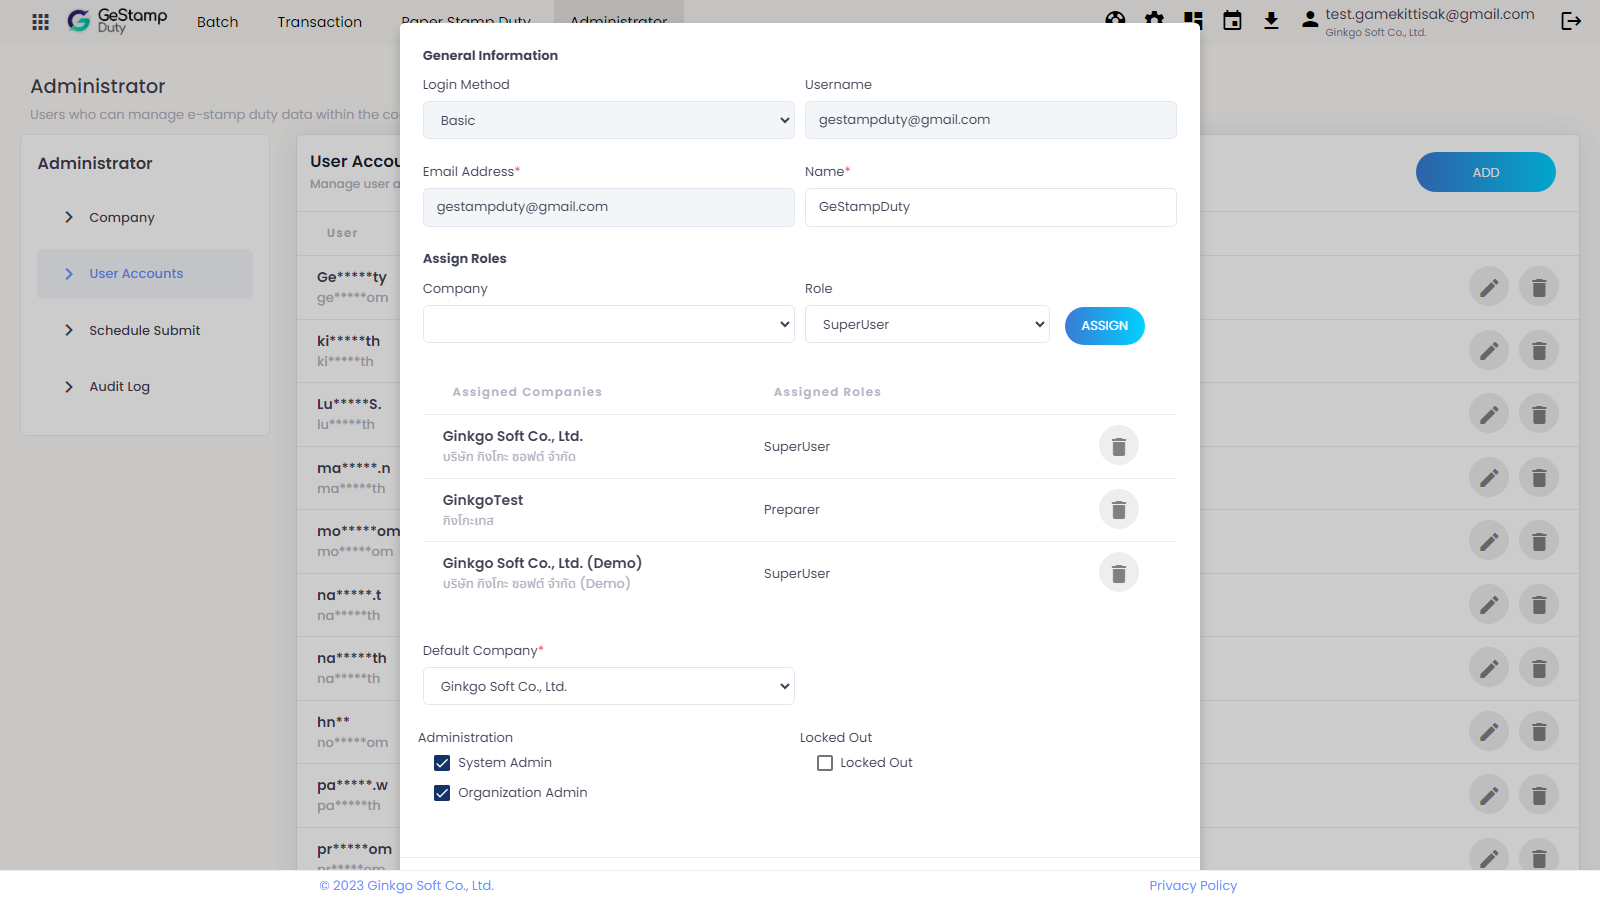 GeStamp
Duty
Batch
Transaction
Paper Stamp Duty
Administrator
test.gamekittisak@gmail.com
Ginkgo Soft Co., Ltd.
Administrator
Users who can manage e-stamp duty data within the co
Administrator
Company
User Accounts
Schedule Submit
Audit Log
User Accou
Manage user a
ADD
User
Ge*****ty
ge*****om
ki*****th
ki*****th
Lu*****S.
lu*****th
ma*****.n
ma*****th
mo*****om
mo*****om
na*****.t
na*****th
na*****th
na*****th
hn**
no*****om
pa*****.w
pa*****th
pr*****om
pr*****om
General Information
Login Method
Username
Basic
gestampduty@gmail.com
Email Address*
Name*
gestampduty@gmail.com
GeStampDuty
Assign Roles
Company
Role
SuperUser
ASSIGN
Assigned Companies
Assigned Roles
Ginkgo Soft Co., Ltd.
บริษัท กิงโกะ ซอฟต์ จำกัด
SuperUser
GinkgoTest
กิงโกะเทส
Preparer
Ginkgo Soft Co., Ltd. (Demo)
บริษัท กิงโกะ ซอฟต์ จำกัด (Demo)
SuperUser
Default Company*
Ginkgo Soft Co., Ltd.
Administration
System Admin
Organization Admin
Locked Out
Locked Out
© 2023 Ginkgo Soft Co., Ltd.
Privacy Policy